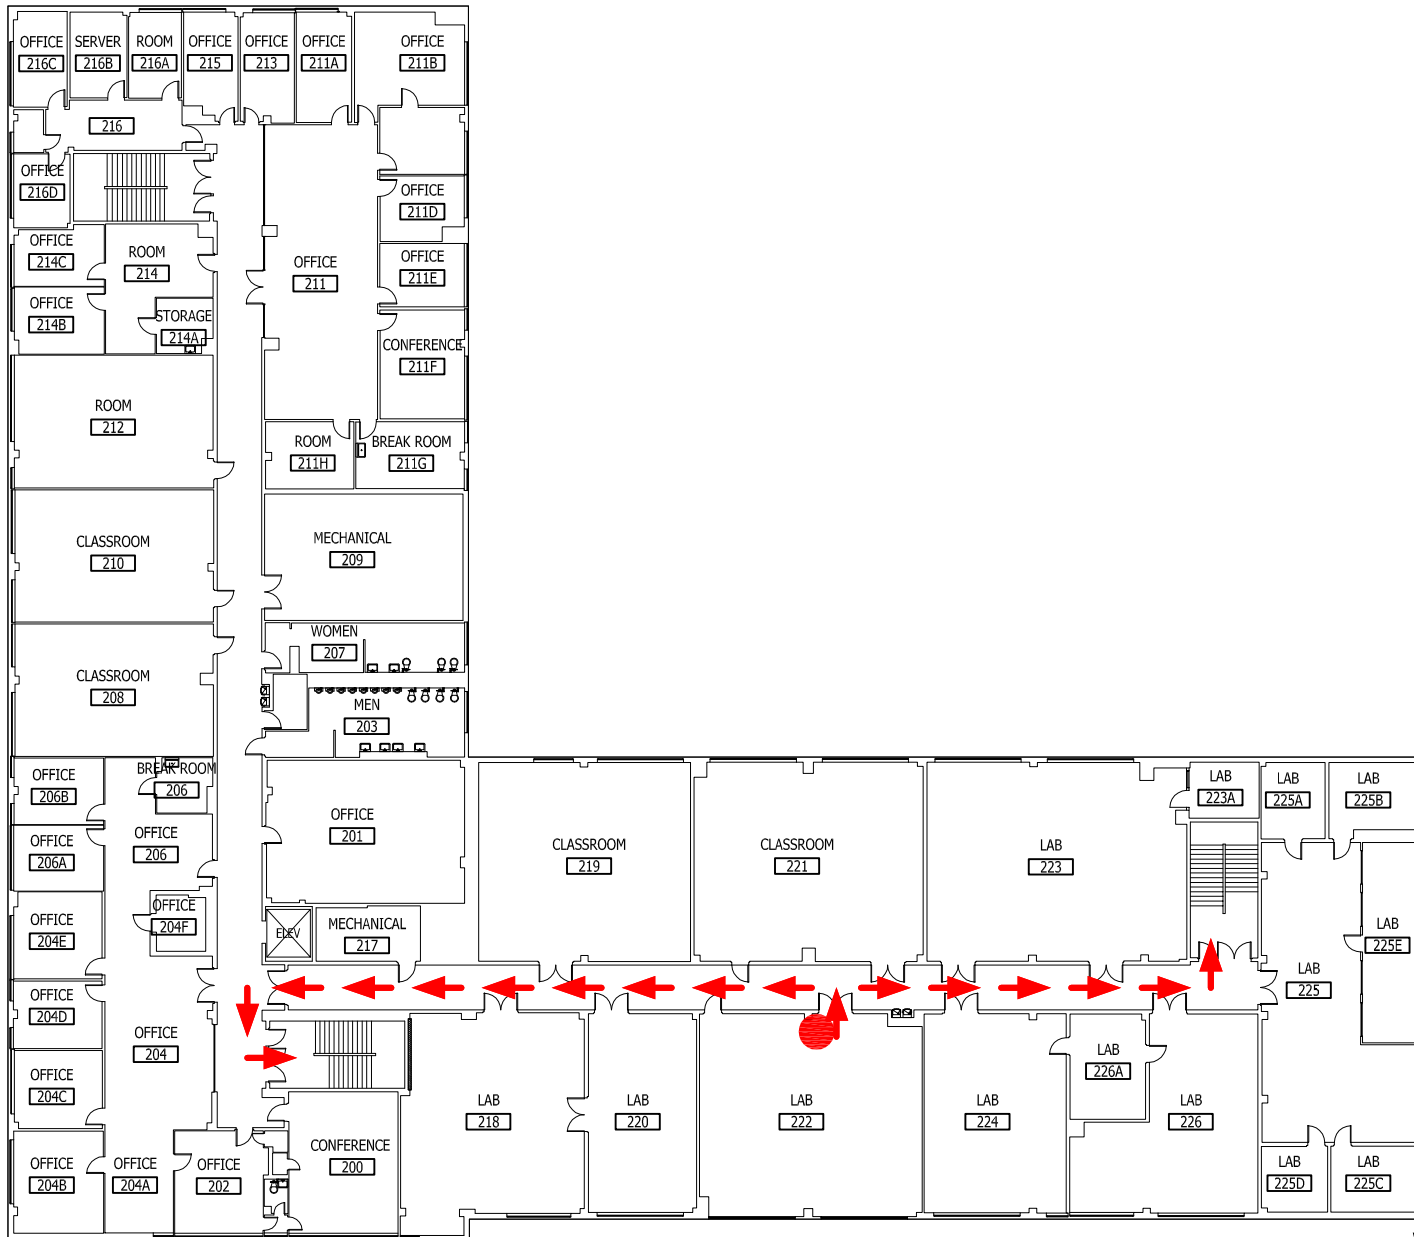 OFFICE
216C
SERVER
216B
ROOM
216A
OFFICE
215
OFFICE
213
OFFICE
211A
OFFICE
211B
216
OFFICE
216D
OFFICE
211D
OFFICE
214C
ROOM
214
OFFICE
211
OFFICE
211E
OFFICE
214B
STORAGE
214A
CONFERENCE
211F
ROOM
212
ROOM
211H
BREAK ROOM
211G
CLASSROOM
210
MECHANICAL
209
WOMEN
207
CLASSROOM
208
MEN
203
OFFICE
206B
BREAK ROOM
206
OFFICE
206A
OFFICE
206
OFFICE
201
CLASSROOM
219
CLASSROOM
221
LAB
223
LAB
223A
LAB
225A
LAB
225B
OFFICE
204E
OFFICE
204F
ELEV
MECHANICAL
217
LAB
225E
LAB
225
OFFICE
204D
OFFICE
204
OFFICE
204C
LAB
218
LAB
220
LAB
222
LAB
224
LAB
226A
LAB
226
OFFICE
204B
OFFICE
204A
OFFICE
202
CONFERENCE
200
LAB
225D
LAB
225C